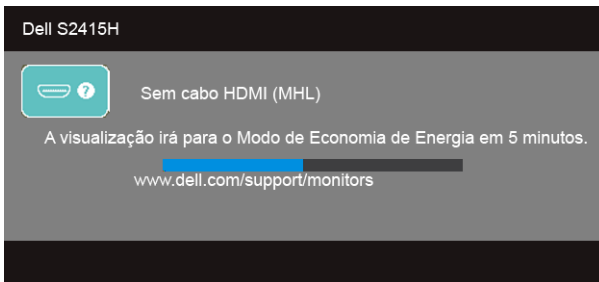 Dell S2415H
?
Sem cabo HDMI (MHL)
A visualização irá para o Modo de Economia de Energia em 5 minutos.
www.dell.com/support/monitors